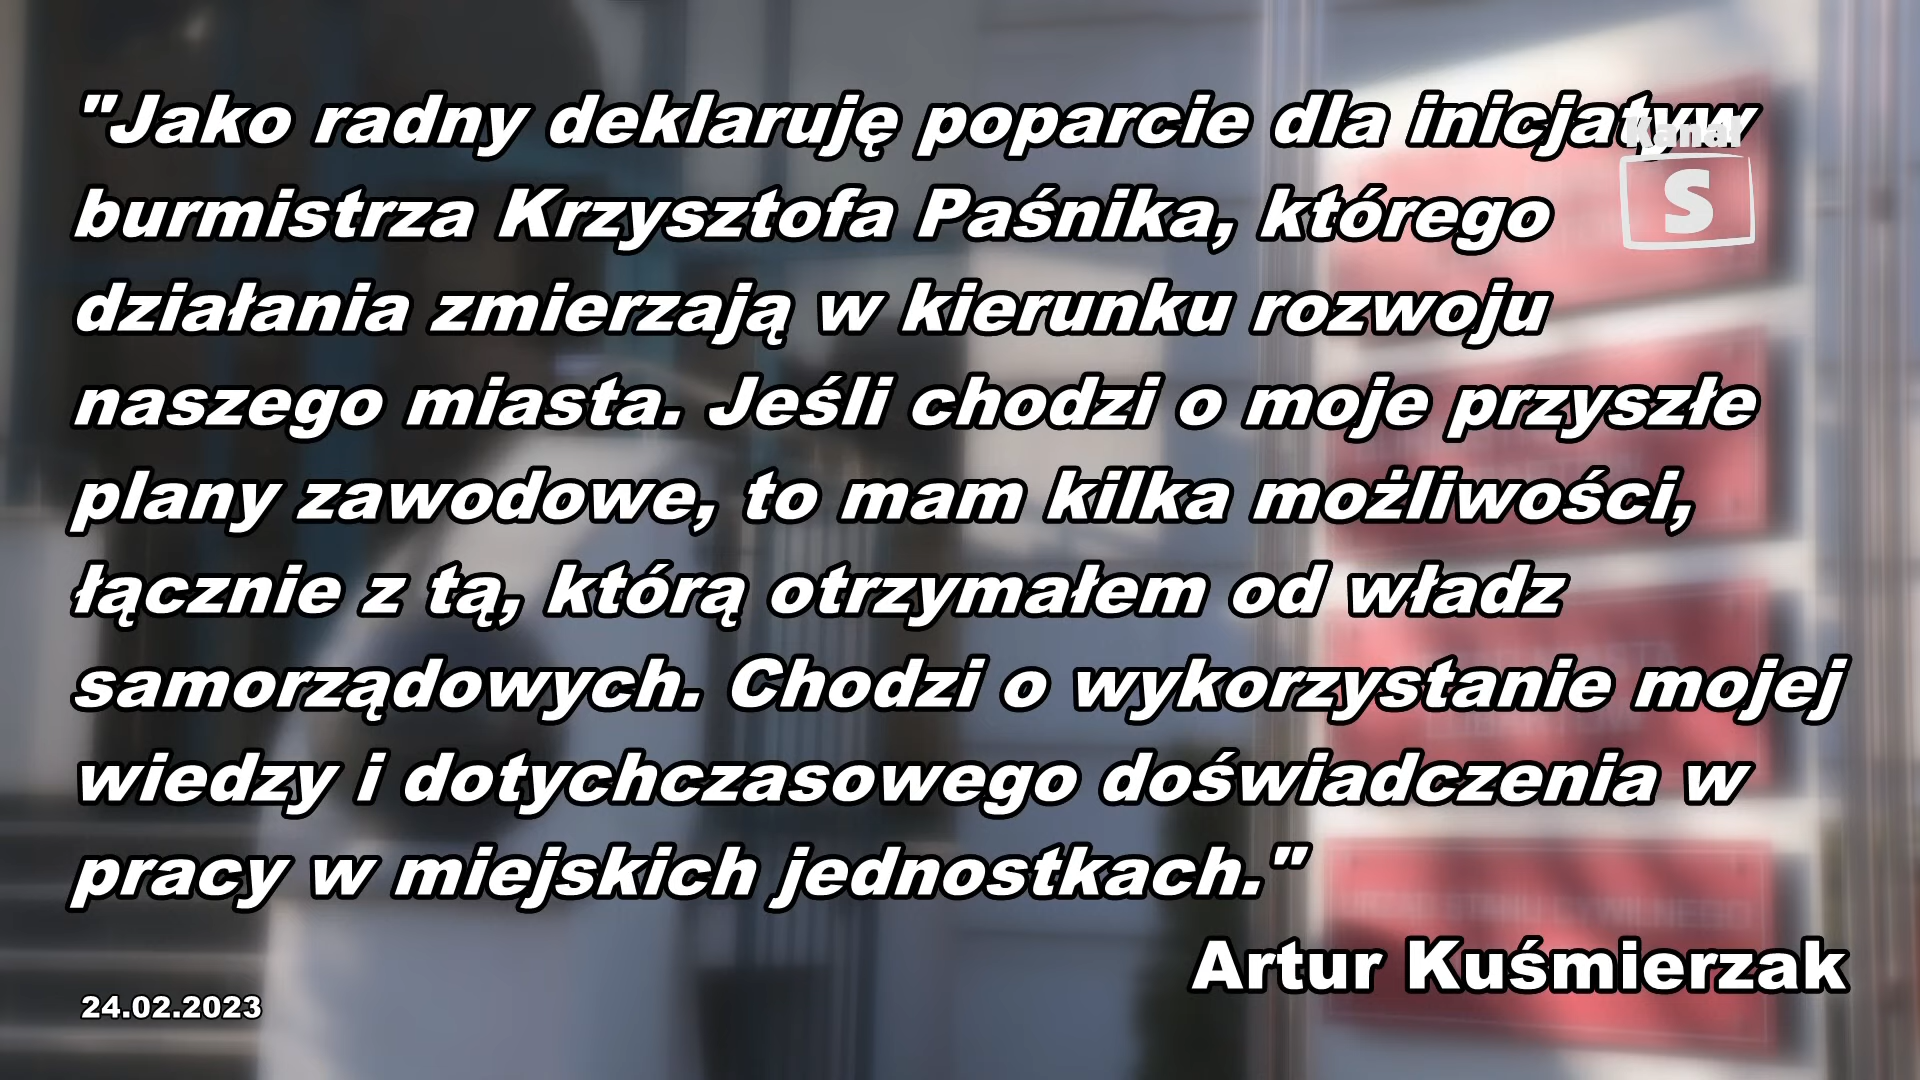 "Jako radny deklaruję poparcie dla inicjatyw
Kanał
S
burmistrza Krzysztofa Paśnika, którego
działania zmierzają w kierunku rozwoju
naszego miasta. Jeśli chodzi o moje przyszłe
plany zawodowe, to mam kilka możliwości,
łącznie z tą, którą otrzymałem od władz
samorządowych. Chodzi o wykorzystanie mojej
wiedzy i dotychczasowego doświadczenia w
pracy w miejskich jednostkach."
Artur Kuśmierzak
24.02.2023